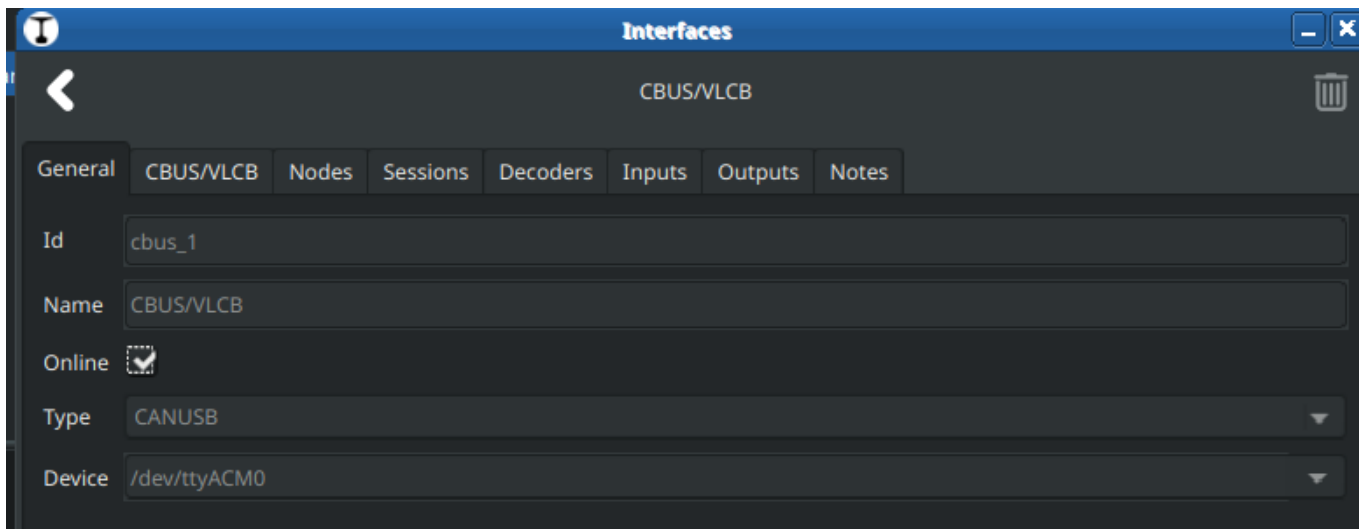 Interfaces
CBUS/VLCB
General CBUS/VLCB Nodes Sessions Decoders Inputs Outputs Notes
Id cbus_1
Name CBUS/VLCB
Online
Type CANUSB
Device /dev/ttyACM0